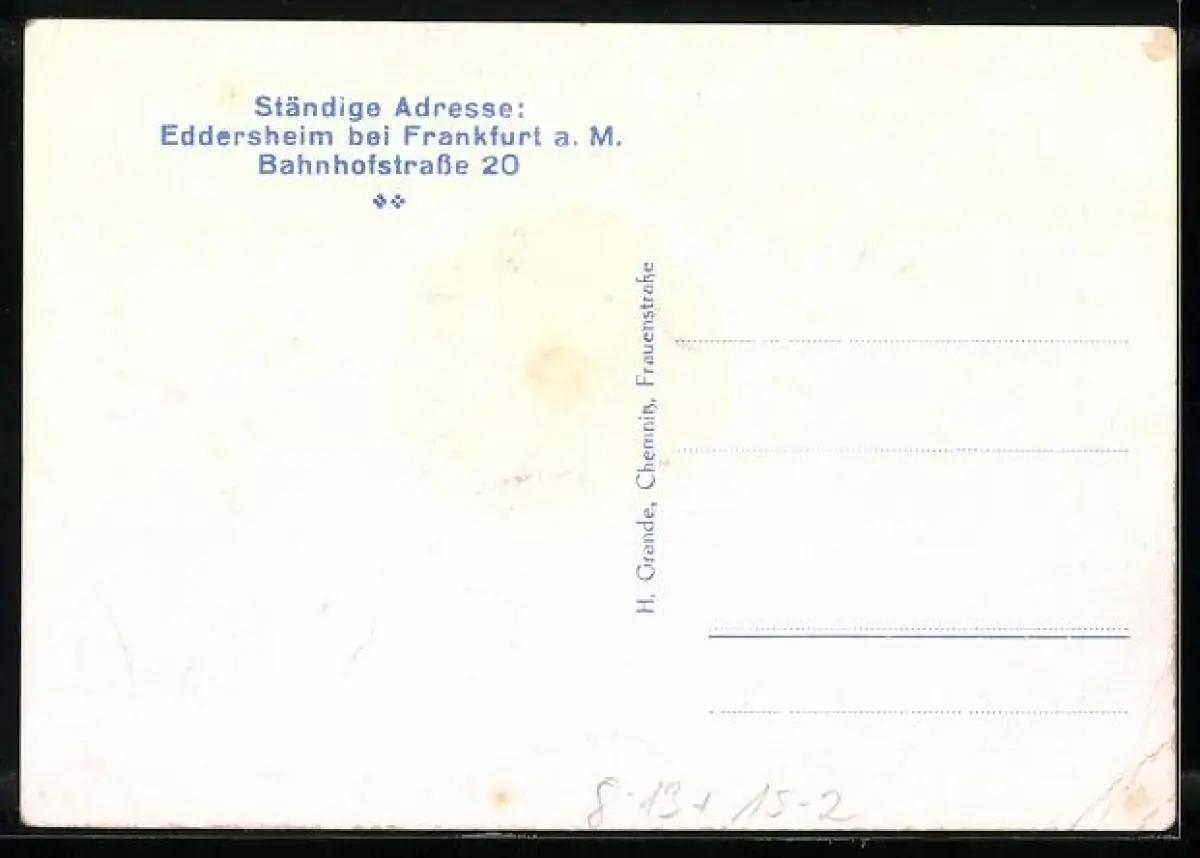 Ständige Adresse:
Eddersheim bei Frankfurt a. M.
Bahnhofstraße 20
H. Grande, Chemnitz, Frauenstraße
8-13+ 15-2